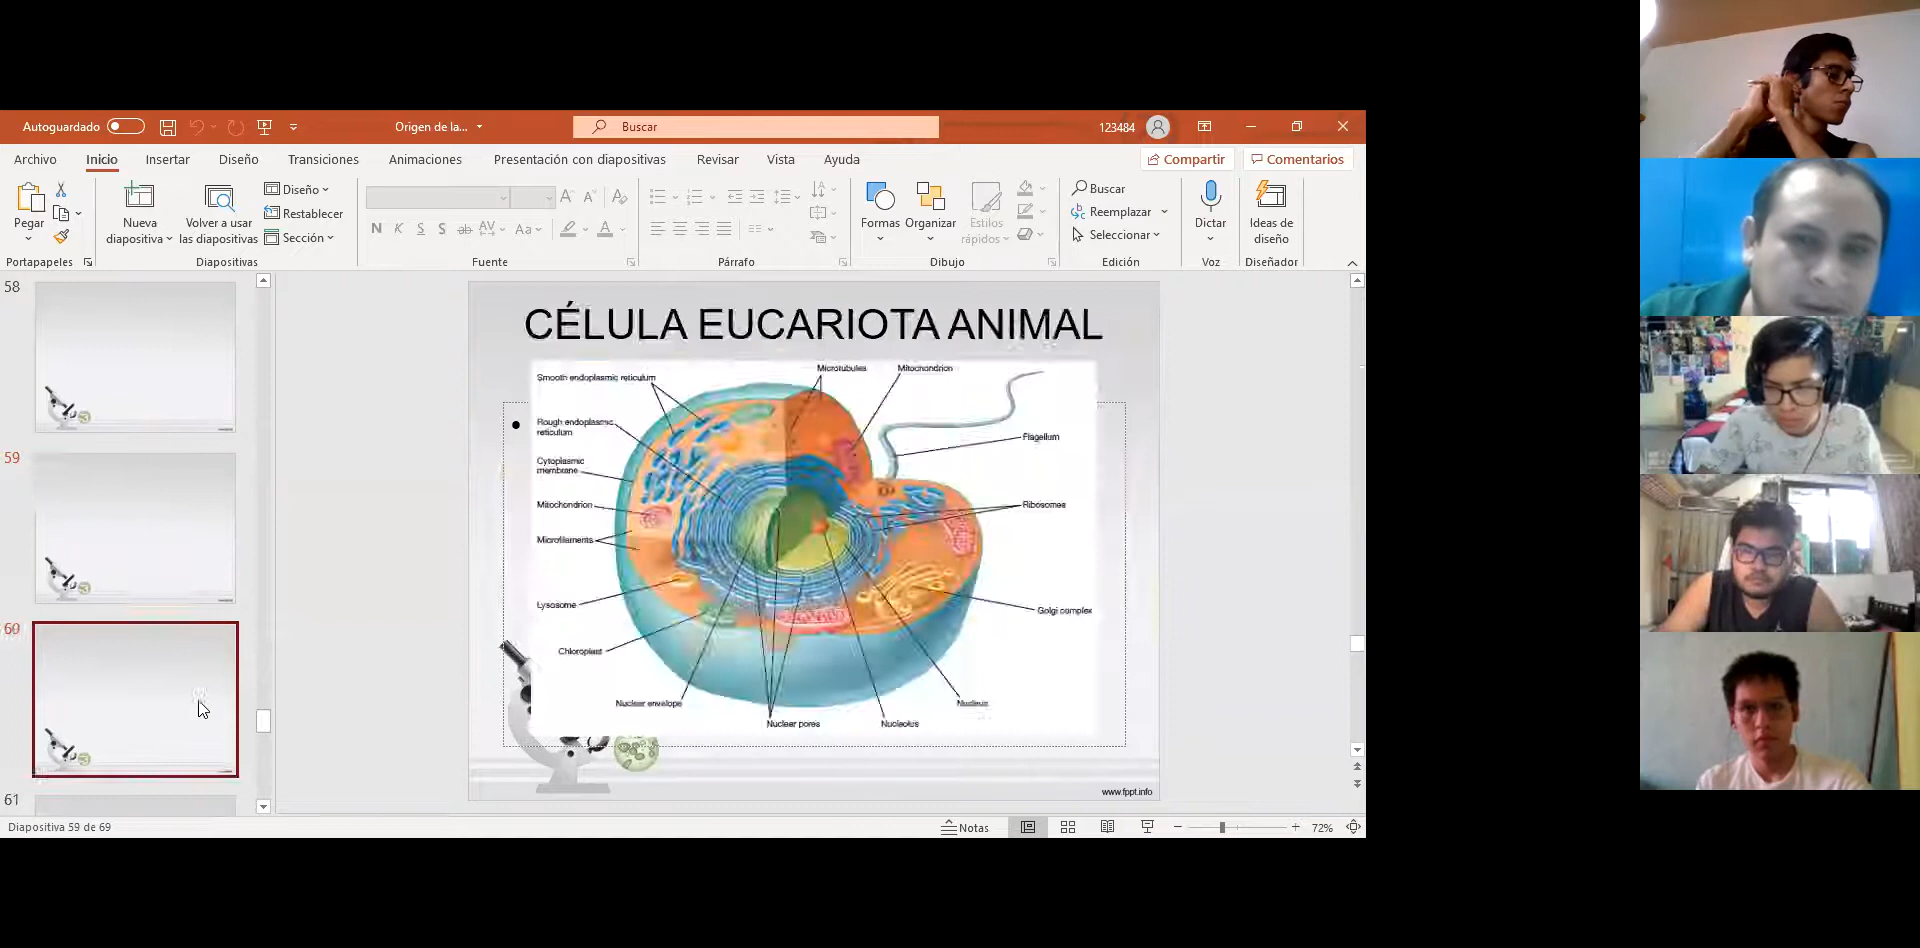 Autoguardado
Origen de la...
Buscar
123484
Archivo
Inicio
Insertar
Diseño
Transiciones
Animaciones
Presentación con diapositivas
Revisar
Vista
Ayuda
Compartir
Comentarios
Pegar
Nueva
diapositiva
Volver a usar
las diapositivas
Diseño
Restablecer
Sección
N K S S ab AV Aa A
Formas
Organizar
Estilos
rápidos
Buscar
Reemplazar
Seleccionar
Dictar
Ideas de
diseño
Portapapeles
Diapositivas
Fuente
Párrafo
Dibujo
Edición
Voz
Diseñador
58
59
60
61
CÉLULA EUCARIOTA ANIMAL
Smooth endoplasmic reticulum
Microtubules
Mitochondrion
Rough endoplasmic
reticulum
Flagellum
Cytoplasmic
membrane
Mitochondrion
Ribosomes
Microfilaments
Lysosome
Golgi complex
Chloroplast
Nuclear envelope
Nucleus
Nuclear pores
Nucleolus
www.fppt.info
Diapositiva 59 de 69
Notas
72%